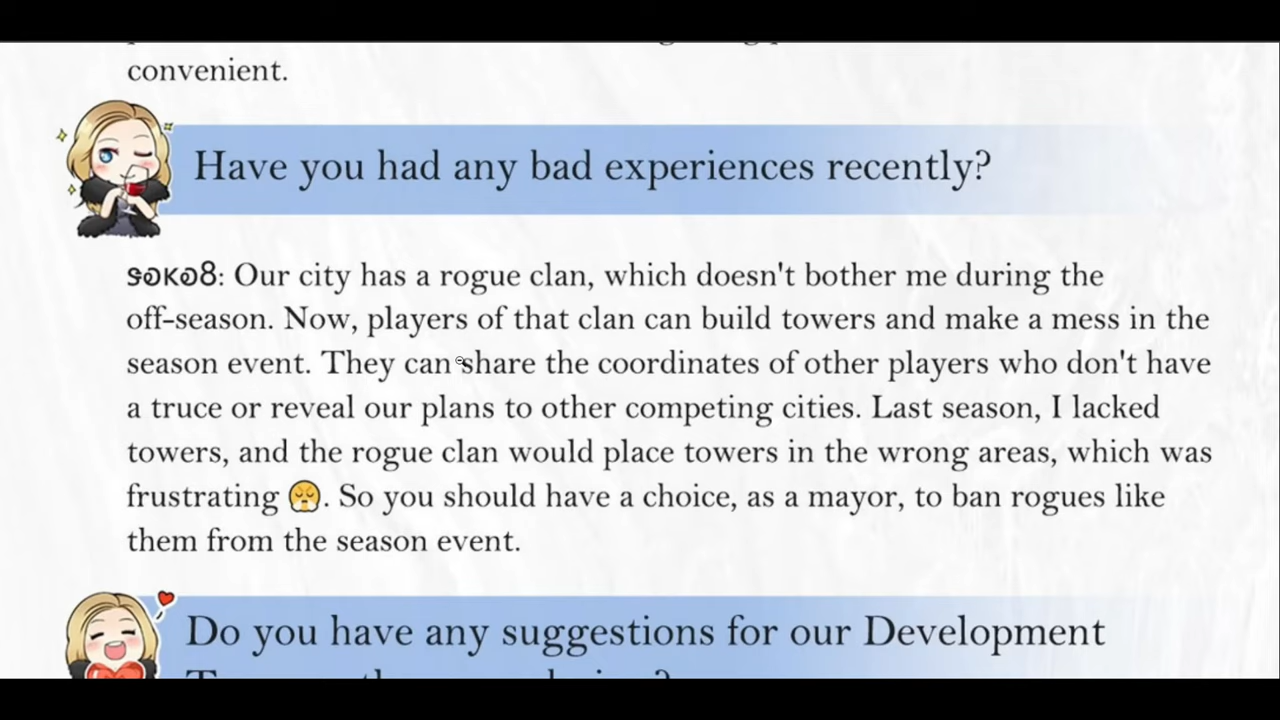 convenient.
Have you had any bad experiences recently?
ຣວκວ8: Our city has a rogue clan, which doesn't bother me during the
off-season. Now, players of that clan can build towers and make a mess in the
season event. They can share the coordinates of other players who don't have
a truce or reveal our plans to other competing cities. Last season, I lacked
towers, and the rogue clan would place towers in the wrong areas, which was
frustrating 😤. So you should have a choice, as a mayor, to ban rogues like
them from the season event.
Do you have any suggestions for our Development